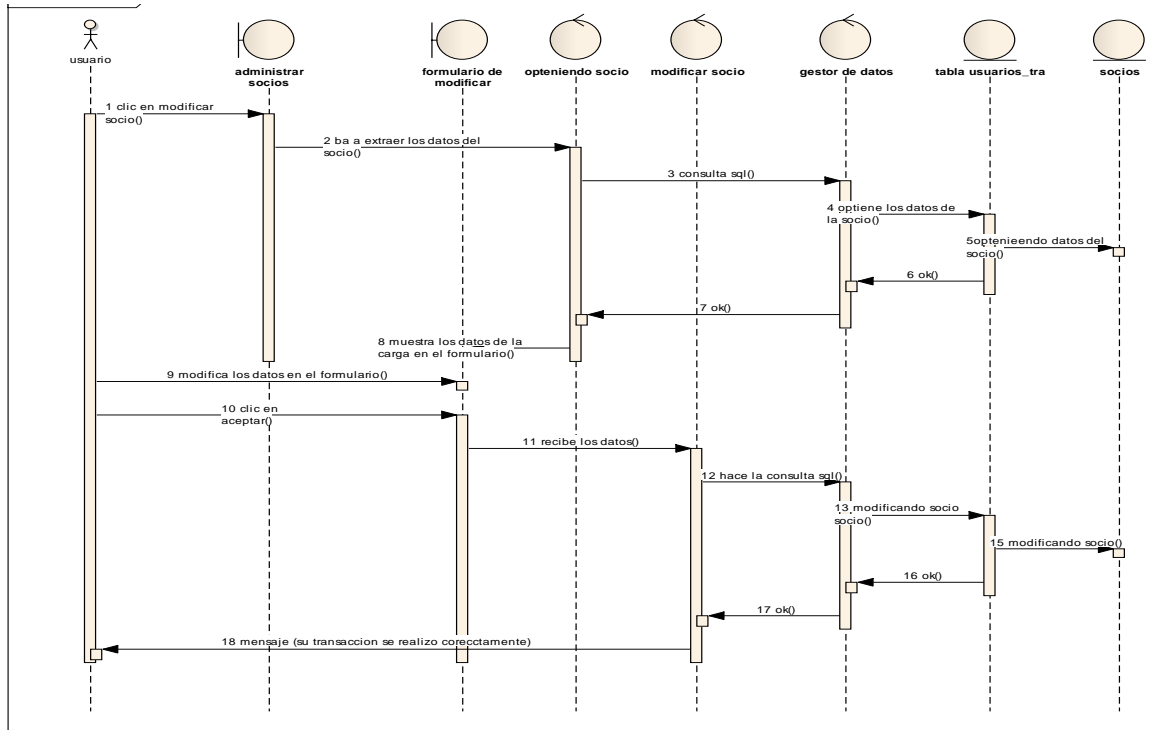 usuario
administrar
socios
formulario de
modificar
opteniendo socio
modificar socio
gestor de datos
tabla usuarios_tra
socios
1 clic en modificar
socio()
2 ba a extraer los datos del
socio()
3 consulta sql()
4 optiene los datos de
la socio()
5optenieendo datos del
socio()
6 ok()
7 ok()
8 muestra los datos de la
carga en el formulario()
9 modifica los datos en el formulario()
10 clic en
aceptar()
11 recibe los datos()
12 hace la consulta sql()
13 modificando socio
socio()
15 modificando socio()
16 ok()
17 ok()
18 mensaje (su transaccion se realizo corecctamente)